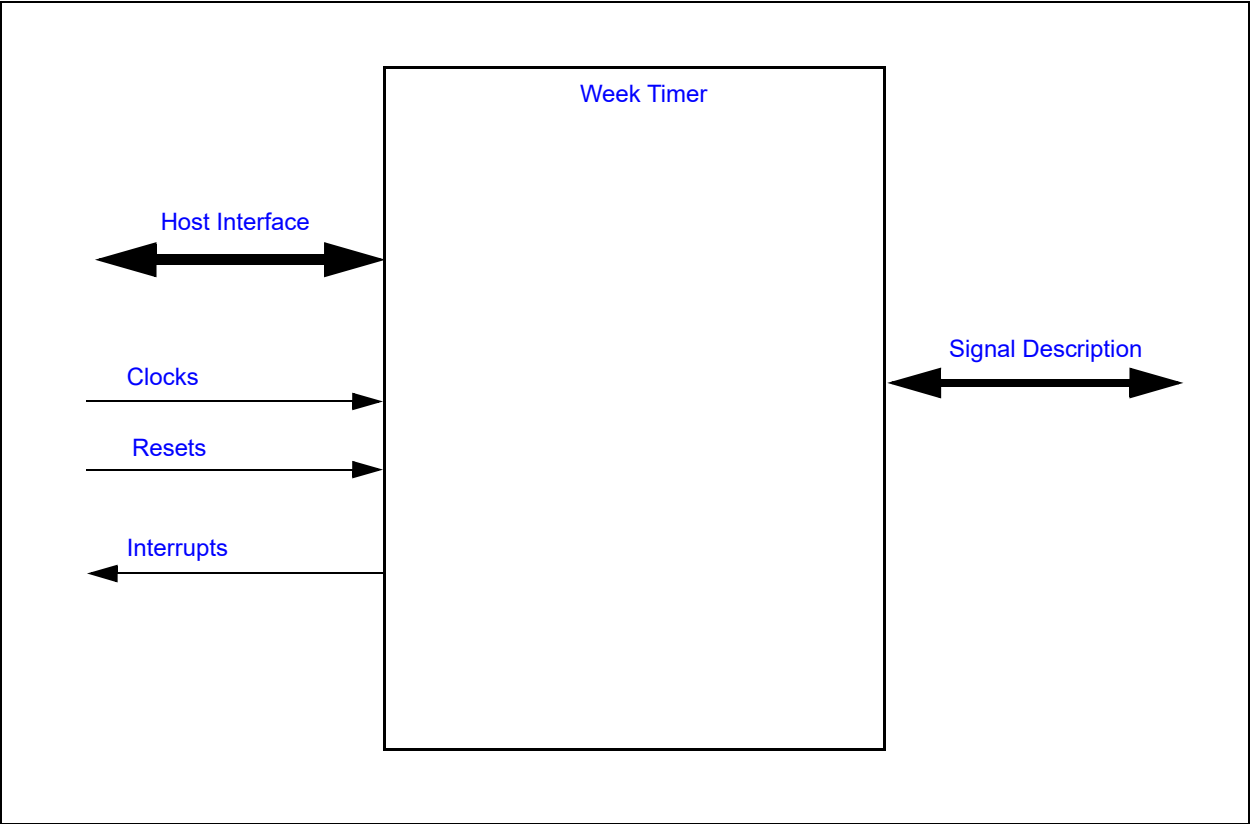 Week Timer
Host Interface
Signal Description
Clocks
Resets
Interrupts